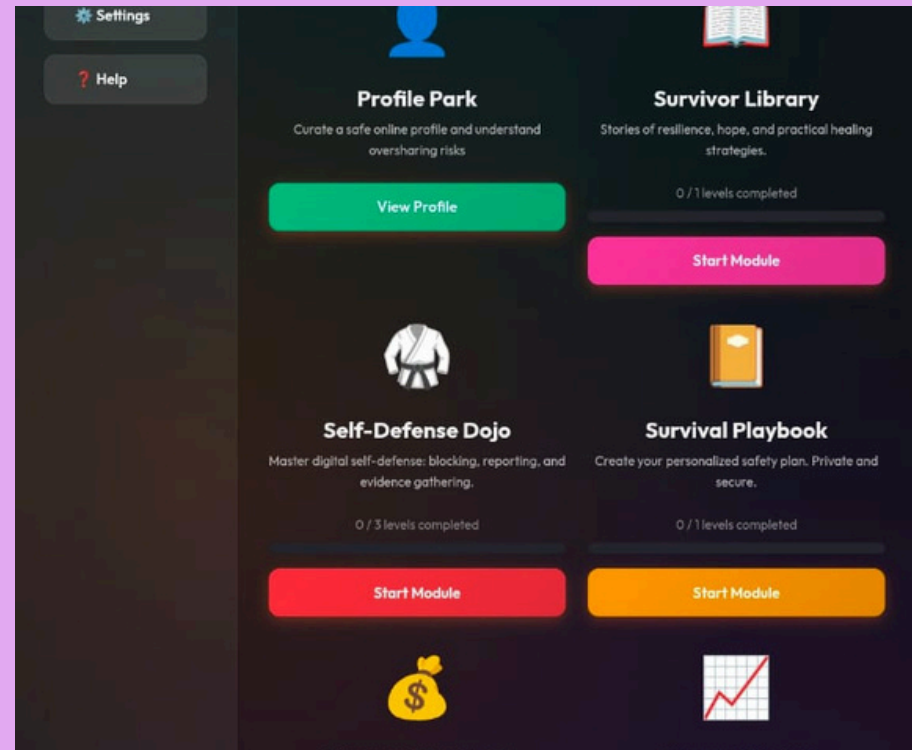 Settings
Help
Profile Park
Curate a safe online profile and understand
oversharing risks
View Profile
Survivor Library
Stories of resilience, hope, and practical healing
strategies.
0 / 1 levels completed
Start Module
Self-Defense Dojo
Master digital self-defense: blocking, reporting, and
evidence gathering.
0 / 3 levels completed
Start Module
Survival Playbook
Create your personalized safety plan. Private and
secure.
0 / 1 levels completed
Start Module